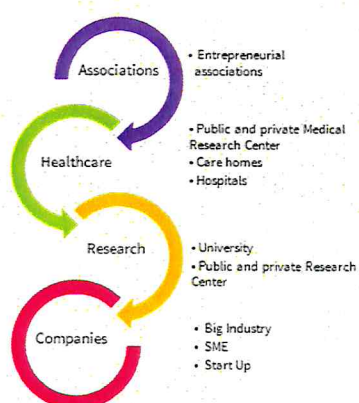 Associations
• Entrepreneurial
associations
Healthcare
• Public and private Medical
Research Center
• Care homes
• Hospitals
Research
• University
• Public and private Research
Center
Companies
• Big Industry
• SME
• Start Up